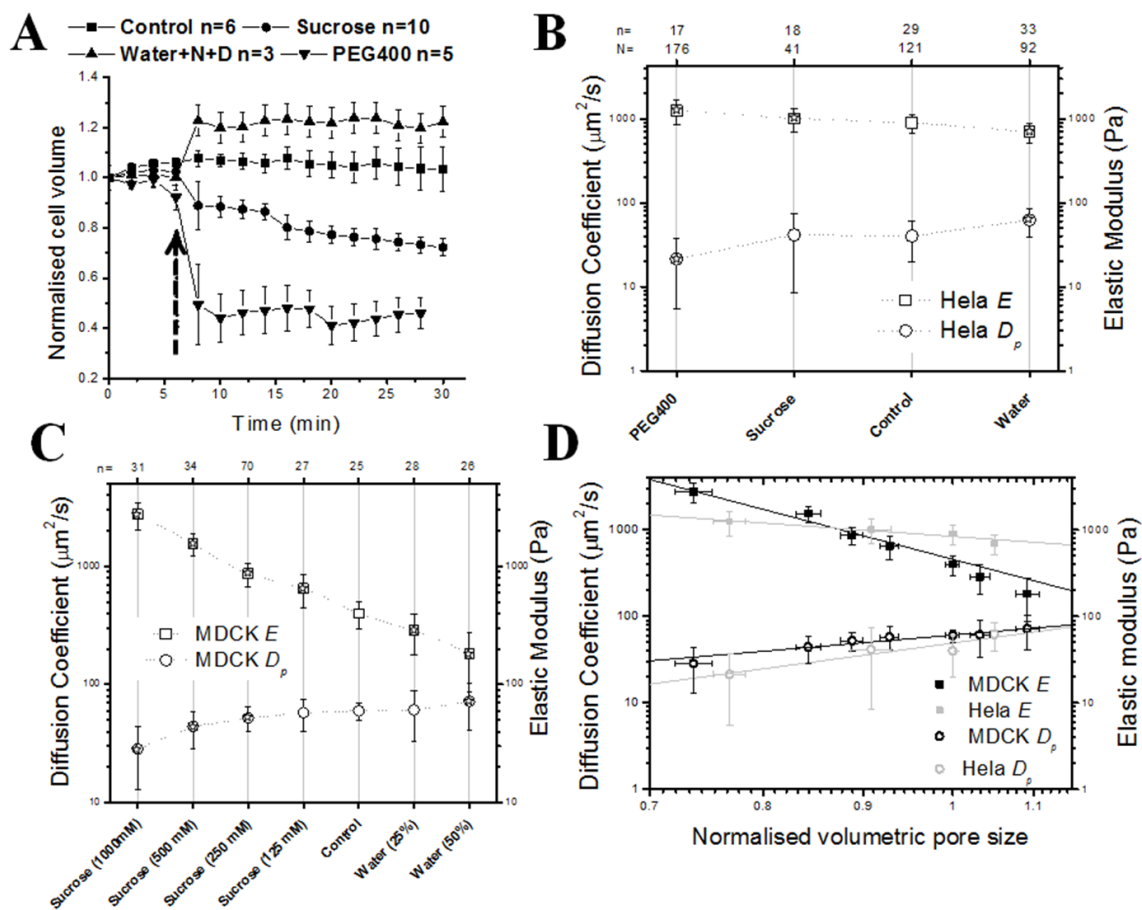 A
Control n=6 Sucrose n=10
Water+N+D n=3 PEG400 n=5
Normalised cell volume
1.4
1.2
1.0
0.8
0.6
0.4
0.2
0 5 10 15 20 25 30
Time (min)
B
n= 17 18 29 33
N= 176 41 121 92
Diffusion Coefficient (μm²/s)
1000
100
10
1
Elastic Modulus (Pa)
1000
100
10
1
Hela E
Hela Dp
PEG400 Sucrose Control Water
C
n= 31 34 70 27 25 28 26
Diffusion Coefficient (μm²/s)
1000
100
10
Elastic Modulus (Pa)
1000
100
10
MDCK E
MDCK Dp
Sucrose (1000mM) Sucrose (500 mM) Sucrose (250 mM) Sucrose (125 mM) Control Water (25%) Water (50%)
D
Diffusion Coefficient (μm²/s)
1000
100
10
1
Elastic modulus (Pa)
1000
100
10
1
MDCK E
Hela E
MDCK Dp
Hela Dp
0.7 0.8 0.9 1 1.1
Normalised volumetric pore size